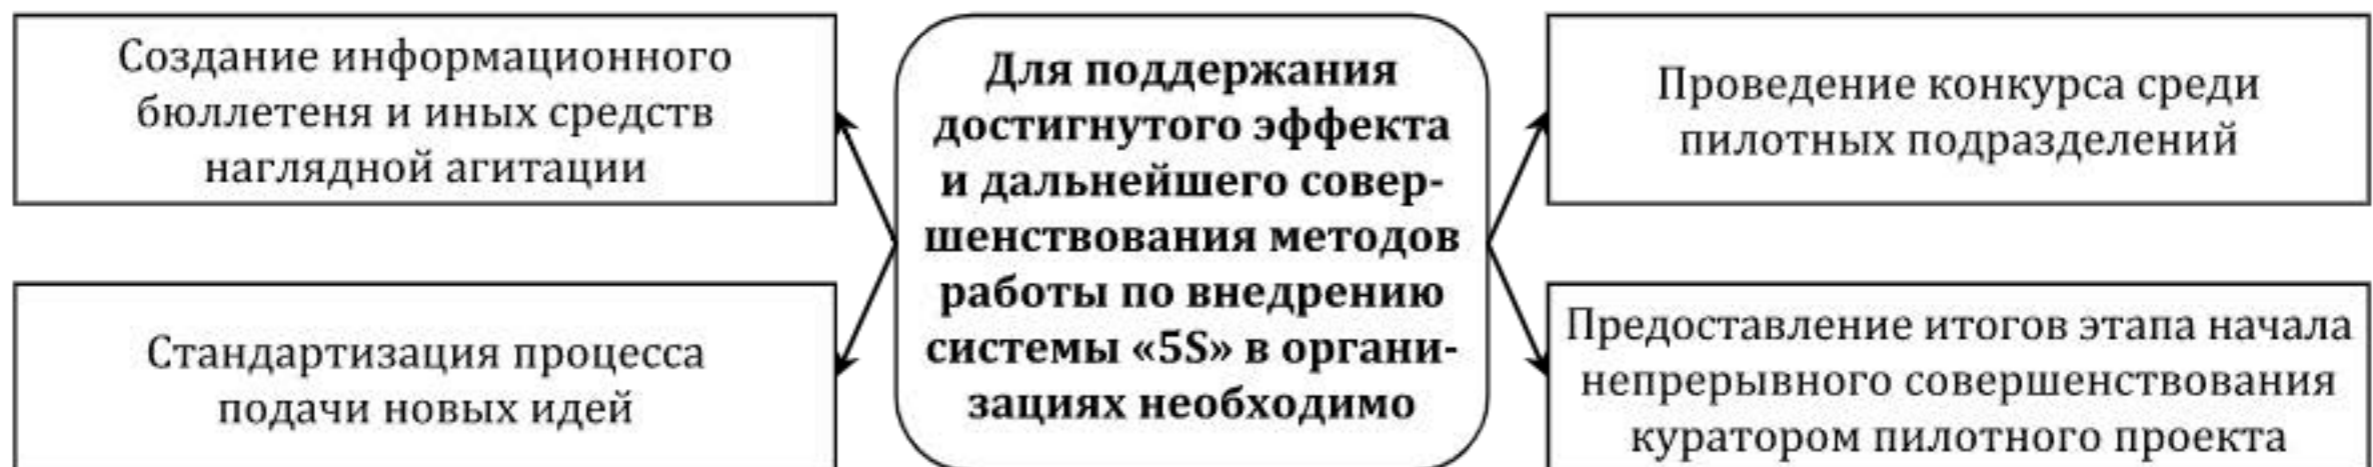 Создание информационного
бюллетеня и иных средств
наглядной агитации
Стандартизация процесса
подачи новых идей
Для поддержания
достигнутого эффекта
и дальнейшего совер-
шенствования методов
работы по внедрению
системы «5S» в органи-
зациях необходимо
Проведение конкурса среди
пилотных подразделений
Предоставление итогов этапа начала
непрерывного совершенствования
куратором пилотного проекта